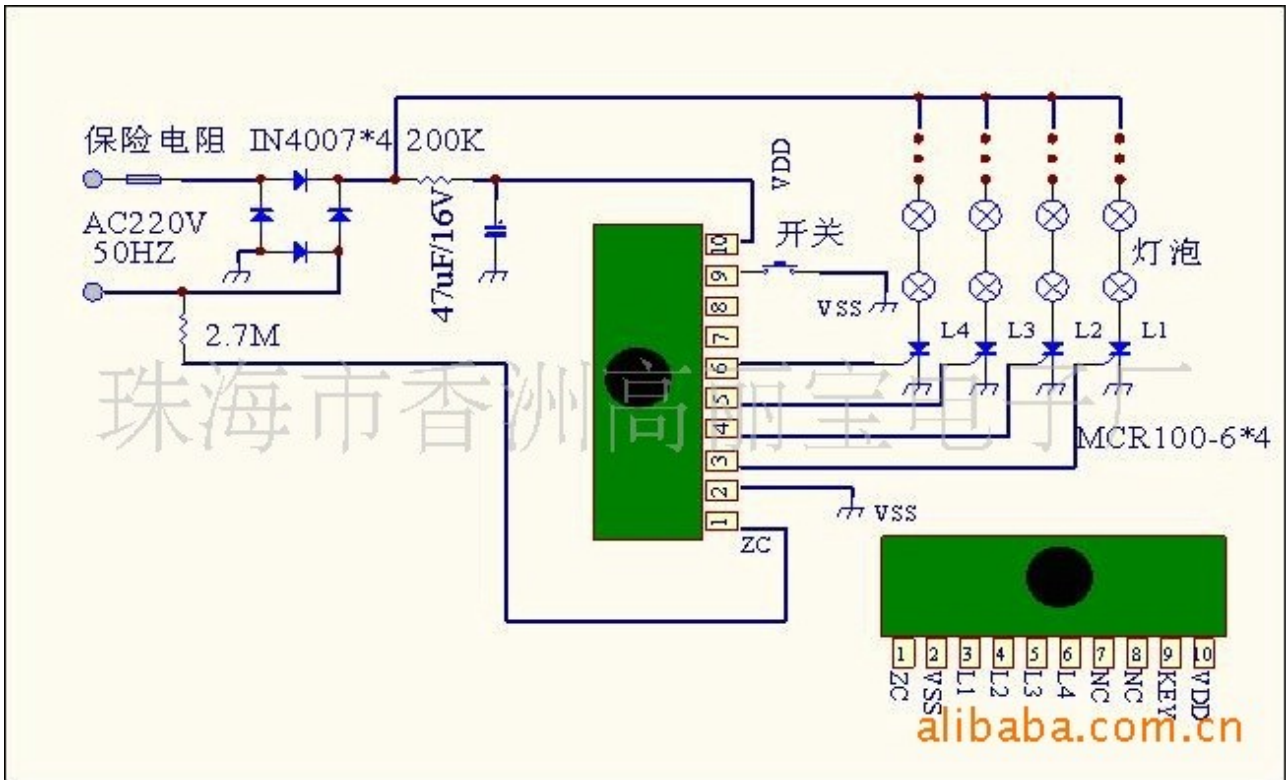 保险电阻 IN4007*4 200K
VDD
AC220V
50HZ
47uF/16V
开关
灯泡
10
9
8
7
6
5
4
3
2
1
VSS
L4
L3
L2
L1
2.7M
珠海市香洲高丽宝电子厂
MCR100-6*4
VSS
ZC
1 2 3 4 5 6 7 8 9 10
ZC VSS L1 L2 L3 L4 NC NC KEY VDD
alibaba.com.cn